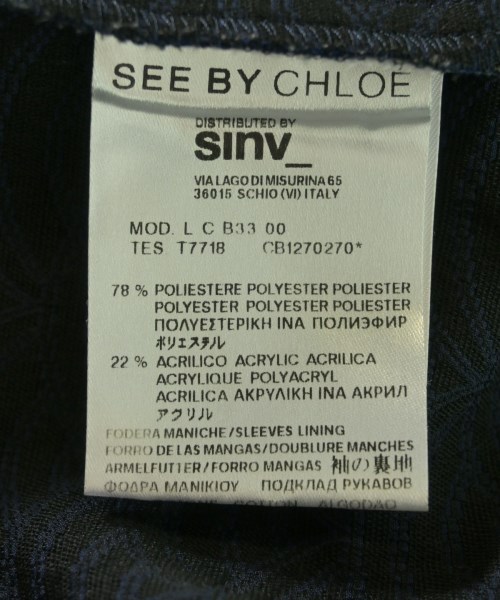 SEE BY CHLOÉ
DISTRIBUTED BY
sinv_
VIA LAGO DI MISURINA 65
36015 SCHIO (VI) ITALY
MOD. L C B33 00
TES T7718 CB1270270*
78 % POLIESTERE POLYESTER POLIESTER
POLYESTER POLYESTER POLIESTER
ΠΟΛΥΕΣΤΕΡΙΚΗ ΙΝΑ ПОЛИЭФИР
ポリエステル
22 % ACRILICO ACRYLIC ACRILICA
ACRYLIQUE POLYACRYL
ACRILICA ΑΚΡΥΛΙΚΗ ΙΝΑ АКРИЛ
アクリル
FODERA MANICHE/SLEEVES LINING
FORRO DE LAS MANGAS/DOUBLURE MANCHES
ARMELFUTTER/FORRO MANGAS 袖の裏地
ΦΟΔΡΑ ΜΑΝΙΚΙΟΥ ПОДКЛАД РУКАВОВ
COTTON ALGODAO